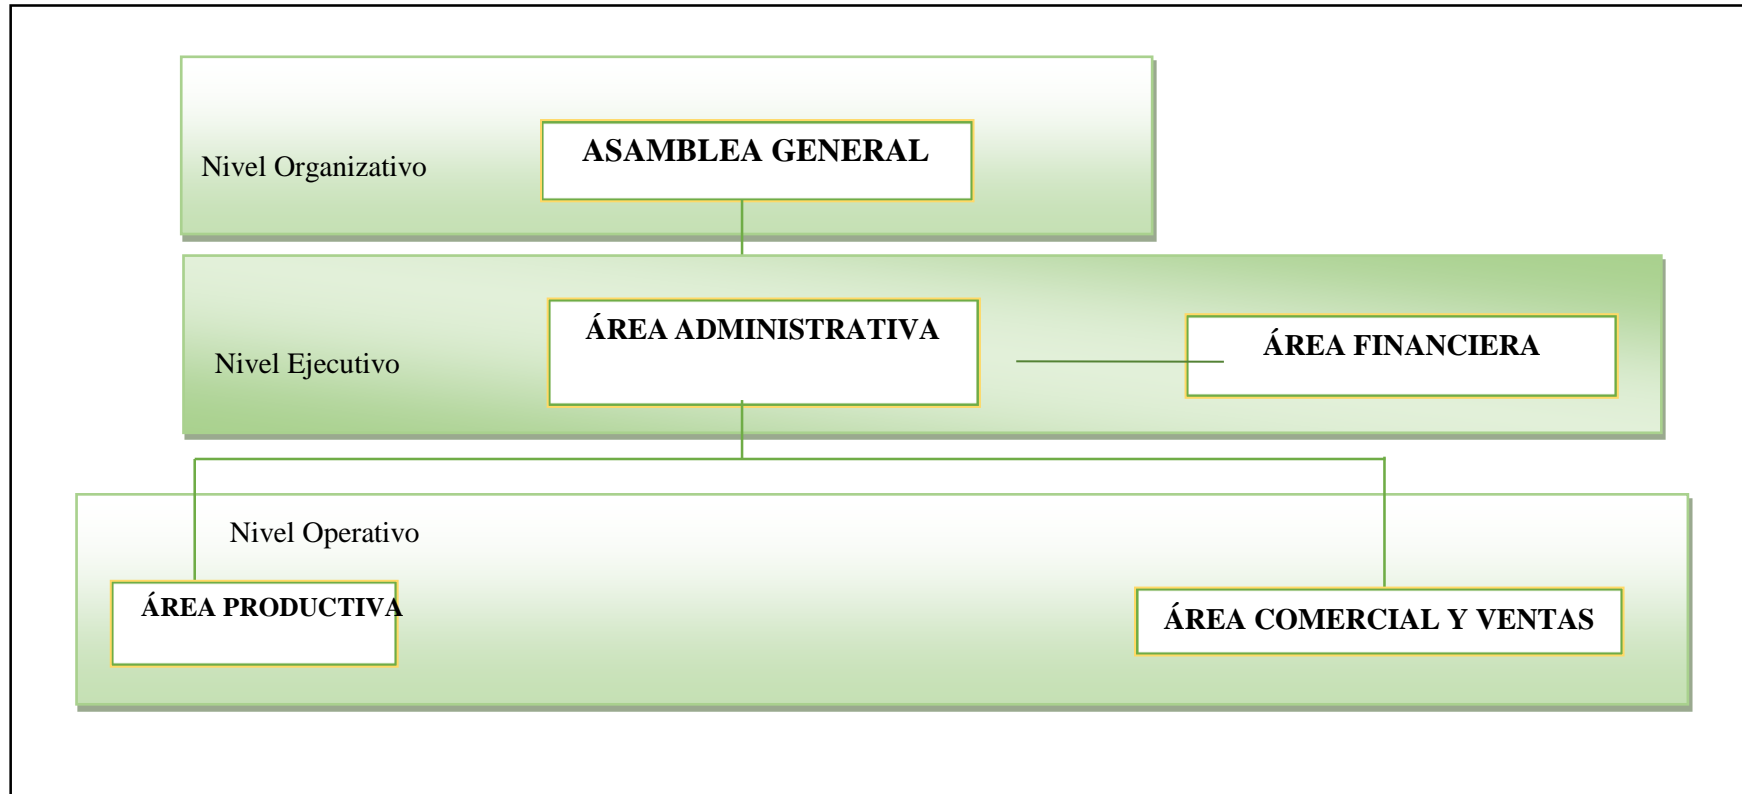 ASAMBLEA GENERAL
Nivel Organizativo
ÁREA ADMINISTRATIVA
ÁREA FINANCIERA
Nivel Ejecutivo
Nivel Operativo
ÁREA PRODUCTIVA
ÁREA COMERCIAL Y VENTAS